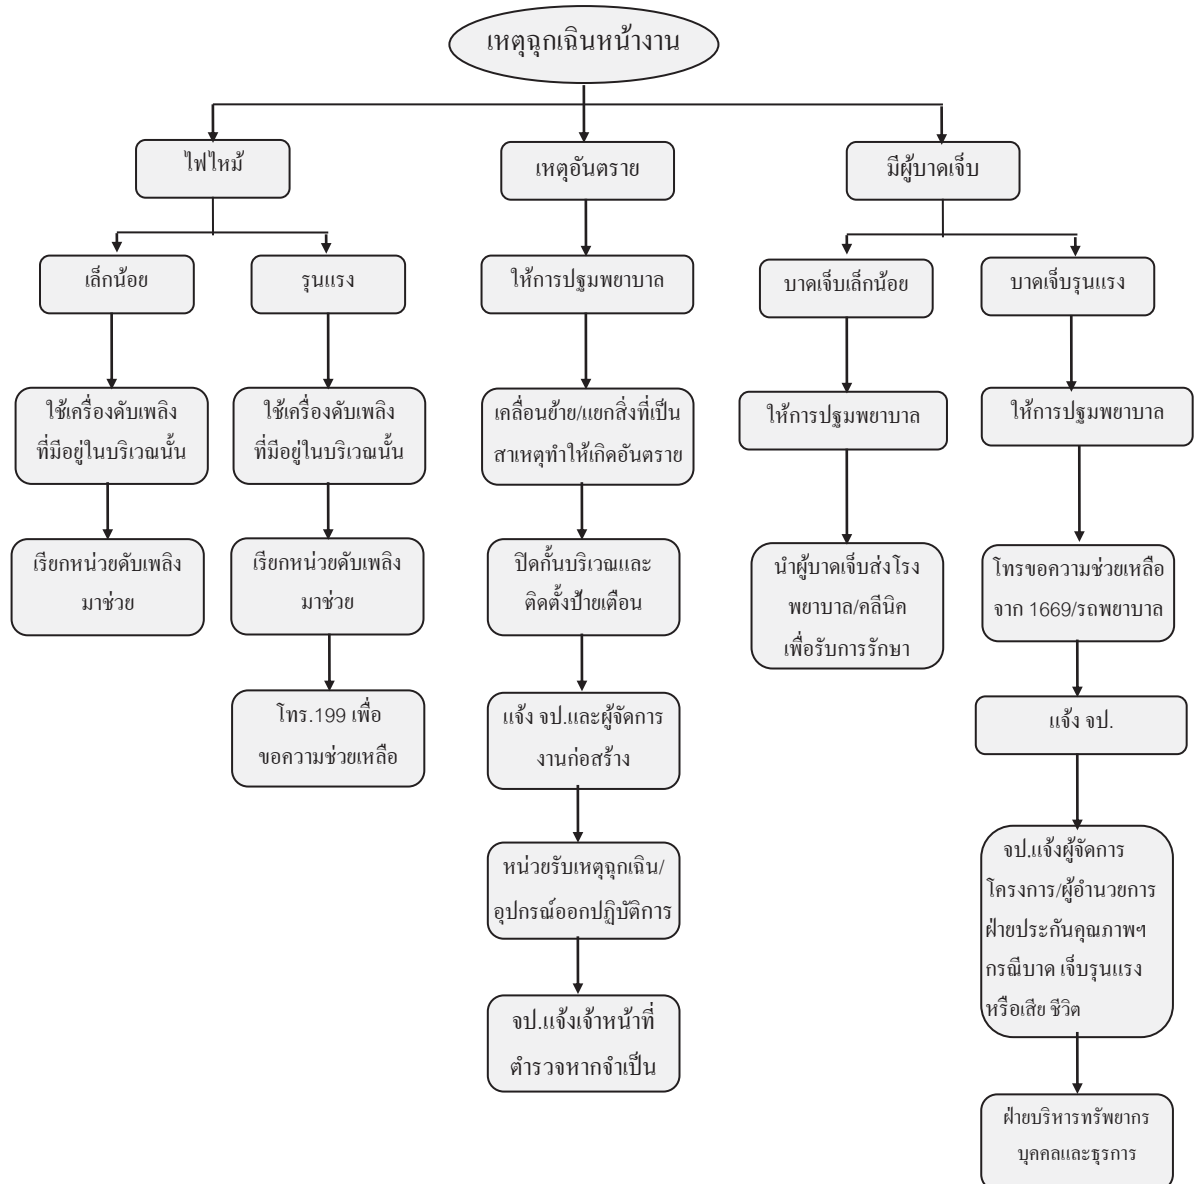 เหตุฉุกเฉินหน้างาน
ไฟไหม้
เหตุอันตราย
มีผู้บาดเจ็บ
เล็กน้อย
รุนแรง
ให้การปฐมพยาบาล
บาดเจ็บเล็กน้อย
บาดเจ็บรุนแรง
ใช้เครื่องดับเพลิง
ที่มีอยู่ในบริเวณนั้น
ใช้เครื่องดับเพลิง
ที่มีอยู่ในบริเวณนั้น
เคลื่อนย้าย/แยกสิ่งที่เป็น
สาเหตุทำให้เกิดอันตราย
ให้การปฐมพยาบาล
ให้การปฐมพยาบาล
เรียกหน่วยดับเพลิง
มาช่วย
เรียกหน่วยดับเพลิง
มาช่วย
ปิดกั้นบริเวณและ
ติดตั้งป้ายเตือน
นำผู้บาดเจ็บส่งโรง
พยาบาล/คลีนิค
เพื่อรับการรักษา
โทรขอความช่วยเหลือ
จาก 1669/รถพยาบาล
โทร.199 เพื่อ
ขอความช่วยเหลือ
แจ้ง จป.และผู้จัดการ
งานก่อสร้าง
แจ้ง จป.
หน่วยรับเหตุฉุกเฉิน/
อุปกรณ์ออกปฏิบัติการ
จป.แจ้งผู้จัดการ
โครงการ/ผู้อำนวยการ
ฝ่ายประกันคุณภาพฯ
กรณีบาด เจ็บรุนแรง
หรือเสีย ชีวิต
จป.แจ้งเจ้าหน้าที่
ตำรวจหากจำเป็น
ฝ่ายบริหารทรัพยากร
บุคคลและธุรการ